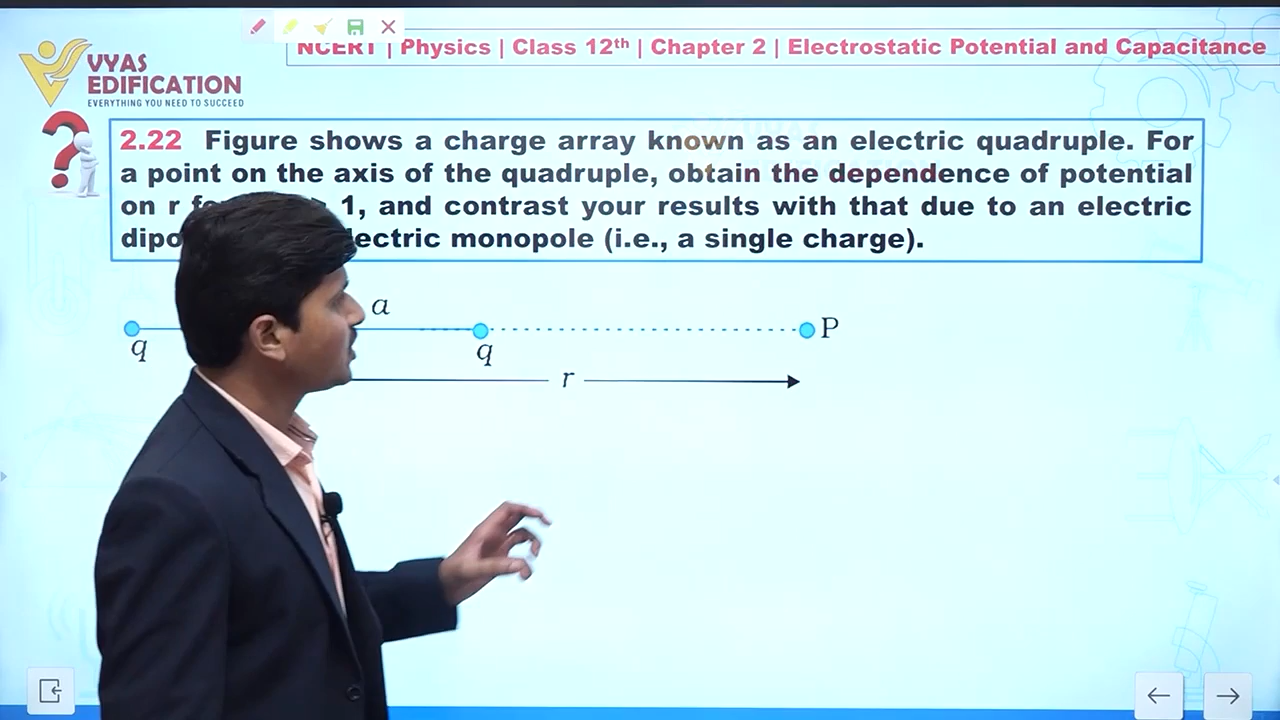 NCERT | Physics | Class 12th | Chapter 2 | Electrostatic Potential and Capacitance
VYAS
EDIFICATION
EVERYTHING YOU NEED TO SUCCEED
2.22 Figure shows a charge array known as an electric quadruple. For
a point on the axis of the quadruple, obtain the dependence of potential
on r 1, and contrast your results with that due to an electric
monopole (i.e., a single charge).
a
P
q
q
r